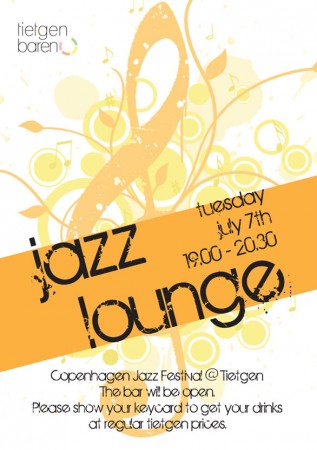 tietgen
baren
tuesday
july 7th
19.00 - 20.30
jazz
lounge
Copenhagen Jazz Festival @ Tietgen
The bar will be open.
Please show your keycard to get your drinks
at regular tietgen prices.